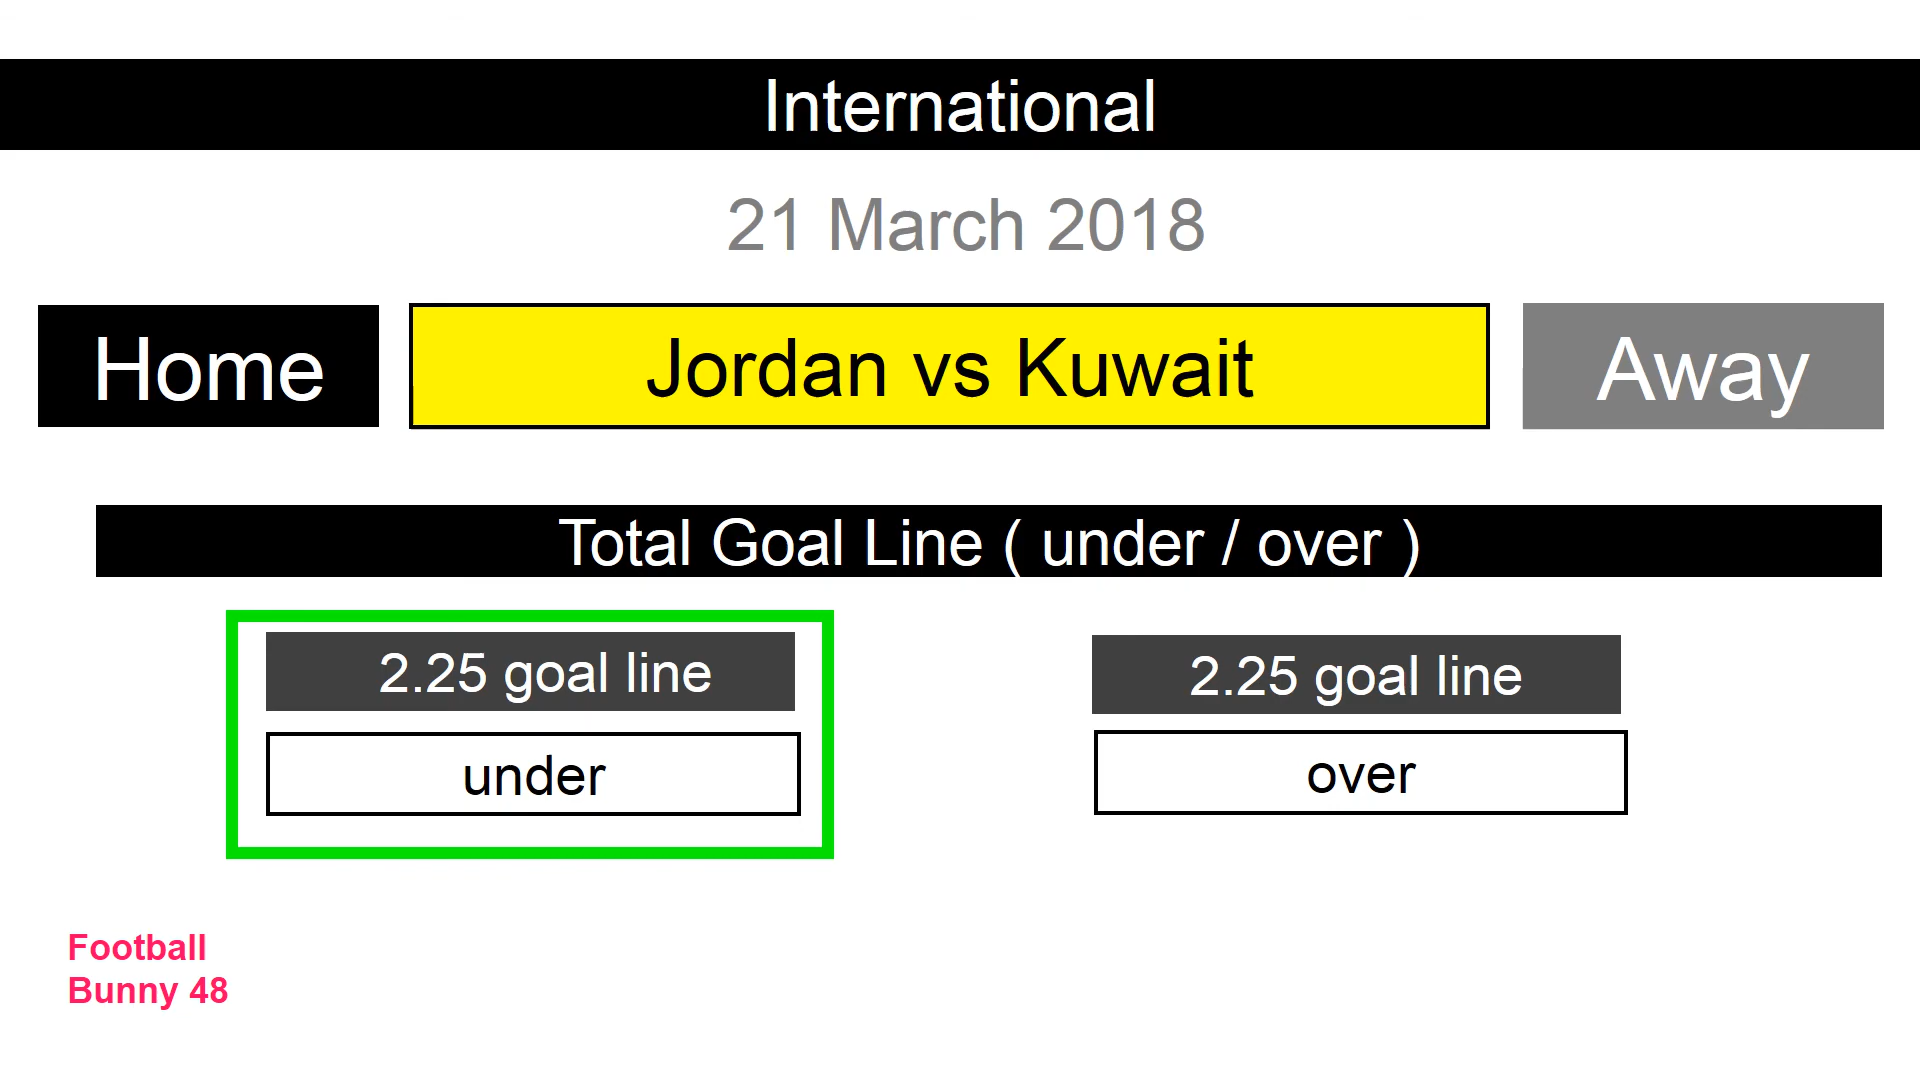 International
21 March 2018
Home
Jordan vs Kuwait
Away
Total Goal Line ( under / over )
2.25 goal line
2.25 goal line
under
over
Football
Bunny 48